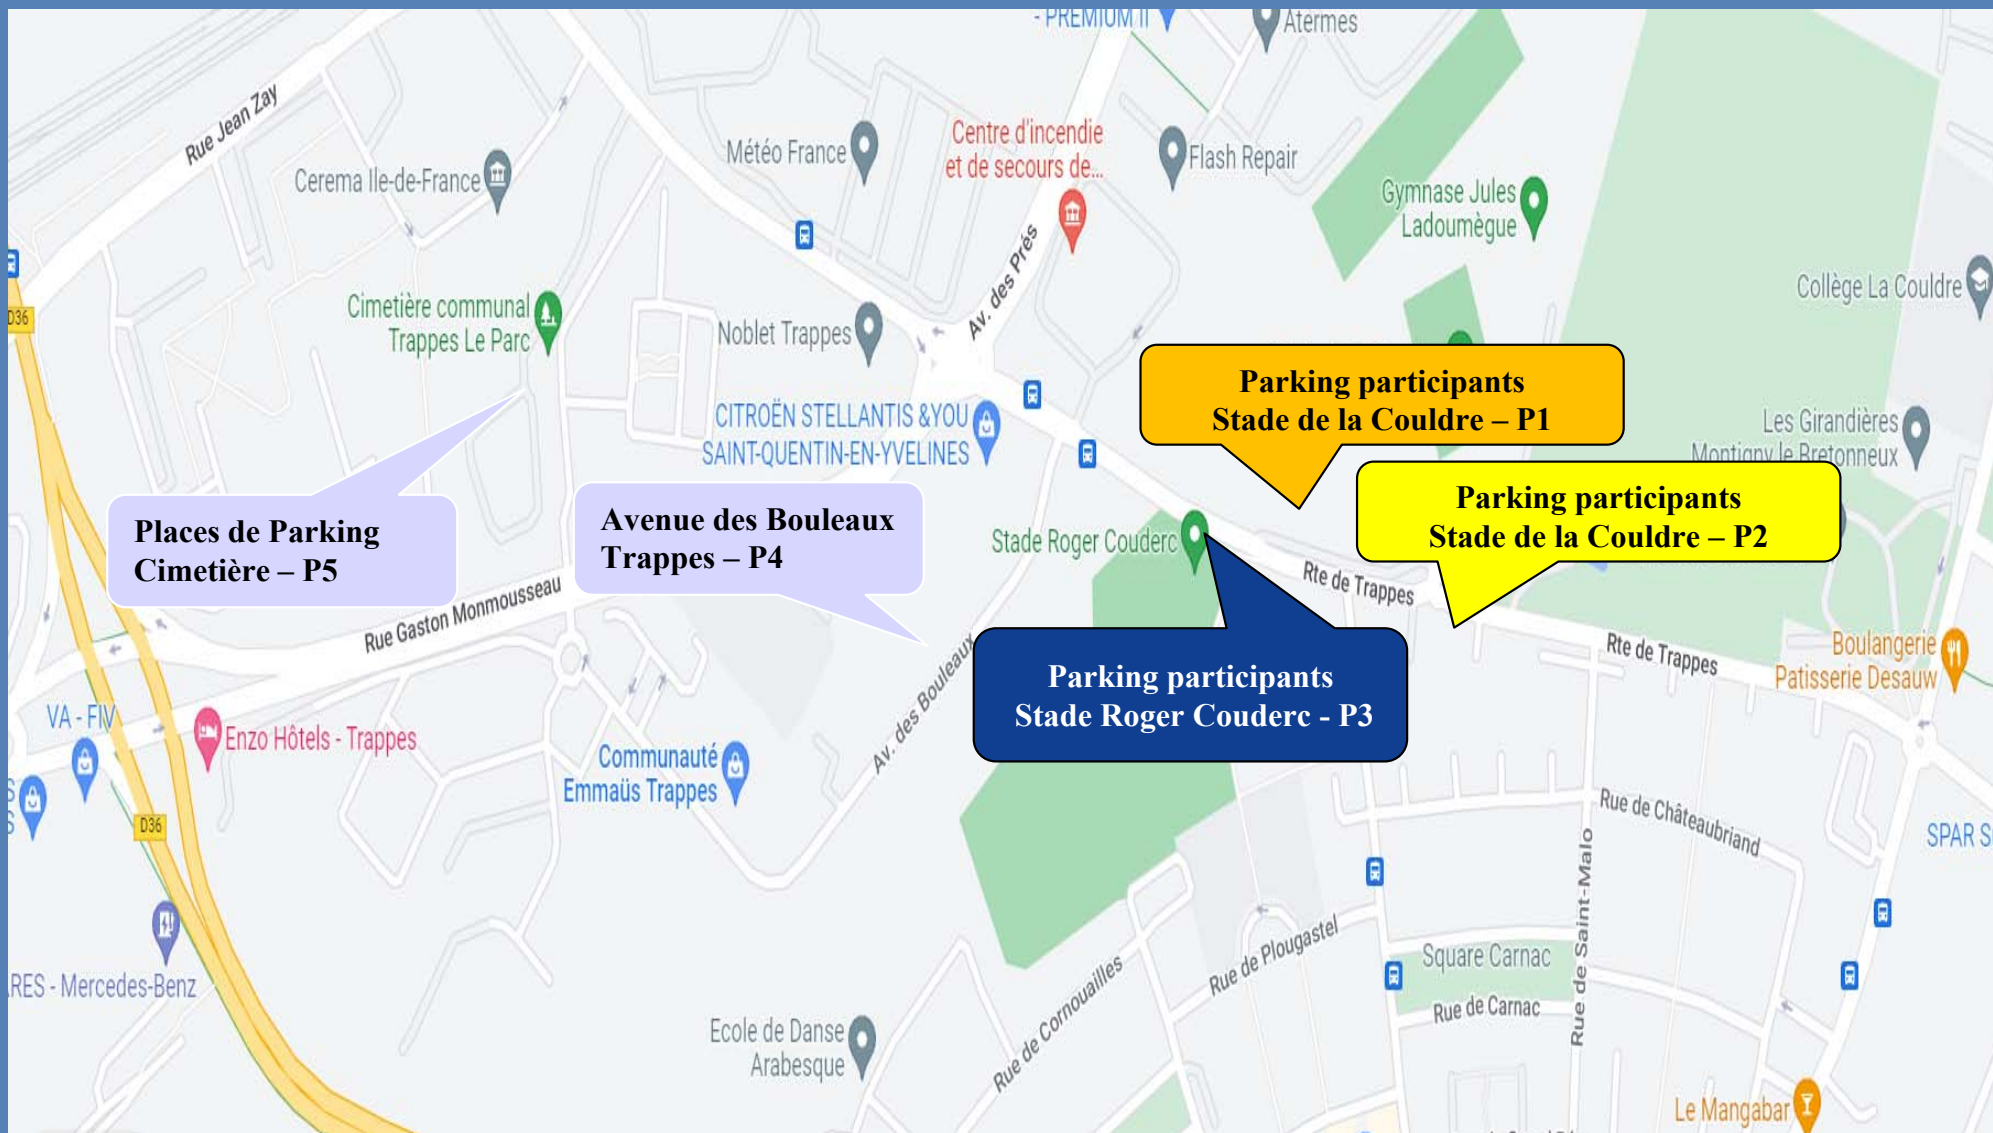 - PREMIUM II
Atermes
Rue Jean Zay
Météo France
Centre d'incendie
et de secours de...
Flash Repair
Cerema Ile-de-France
Gymnase Jules
Ladoumègue
Collège La Couldre
Av. des Prés
D36
Cimetière communal
Trappes Le Parc
Noblet Trappes
Parking participants
Stade de la Couldre – P1
CITROËN STELLANTIS &YOU
SAINT-QUENTIN-EN-YVELINES
Les Girandières
Montigny le Bretonneux
Parking participants
Stade de la Couldre – P2
Places de Parking
Cimetière – P5
Avenue des Bouleaux
Trappes – P4
Stade Roger Couderc
Rte de Trappes
Rue Gaston Monmousseau
Rte de Trappes
Boulangerie
Patisserie Desauw
Parking participants
Stade Roger Couderc - P3
Av. des Bouleaux
VA - FIV
Enzo Hôtels - Trappes
Communauté
Emmaüs Trappes
D36
Rue de Châteaubriand
SPAR S
Rue de Saint-Malo
Rue de Plougastel
Square Carnac
Rue de Carnac
RES - Mercedes-Benz
Rue de Cornouailles
Ecole de Danse
Arabesque
Le Mangabar